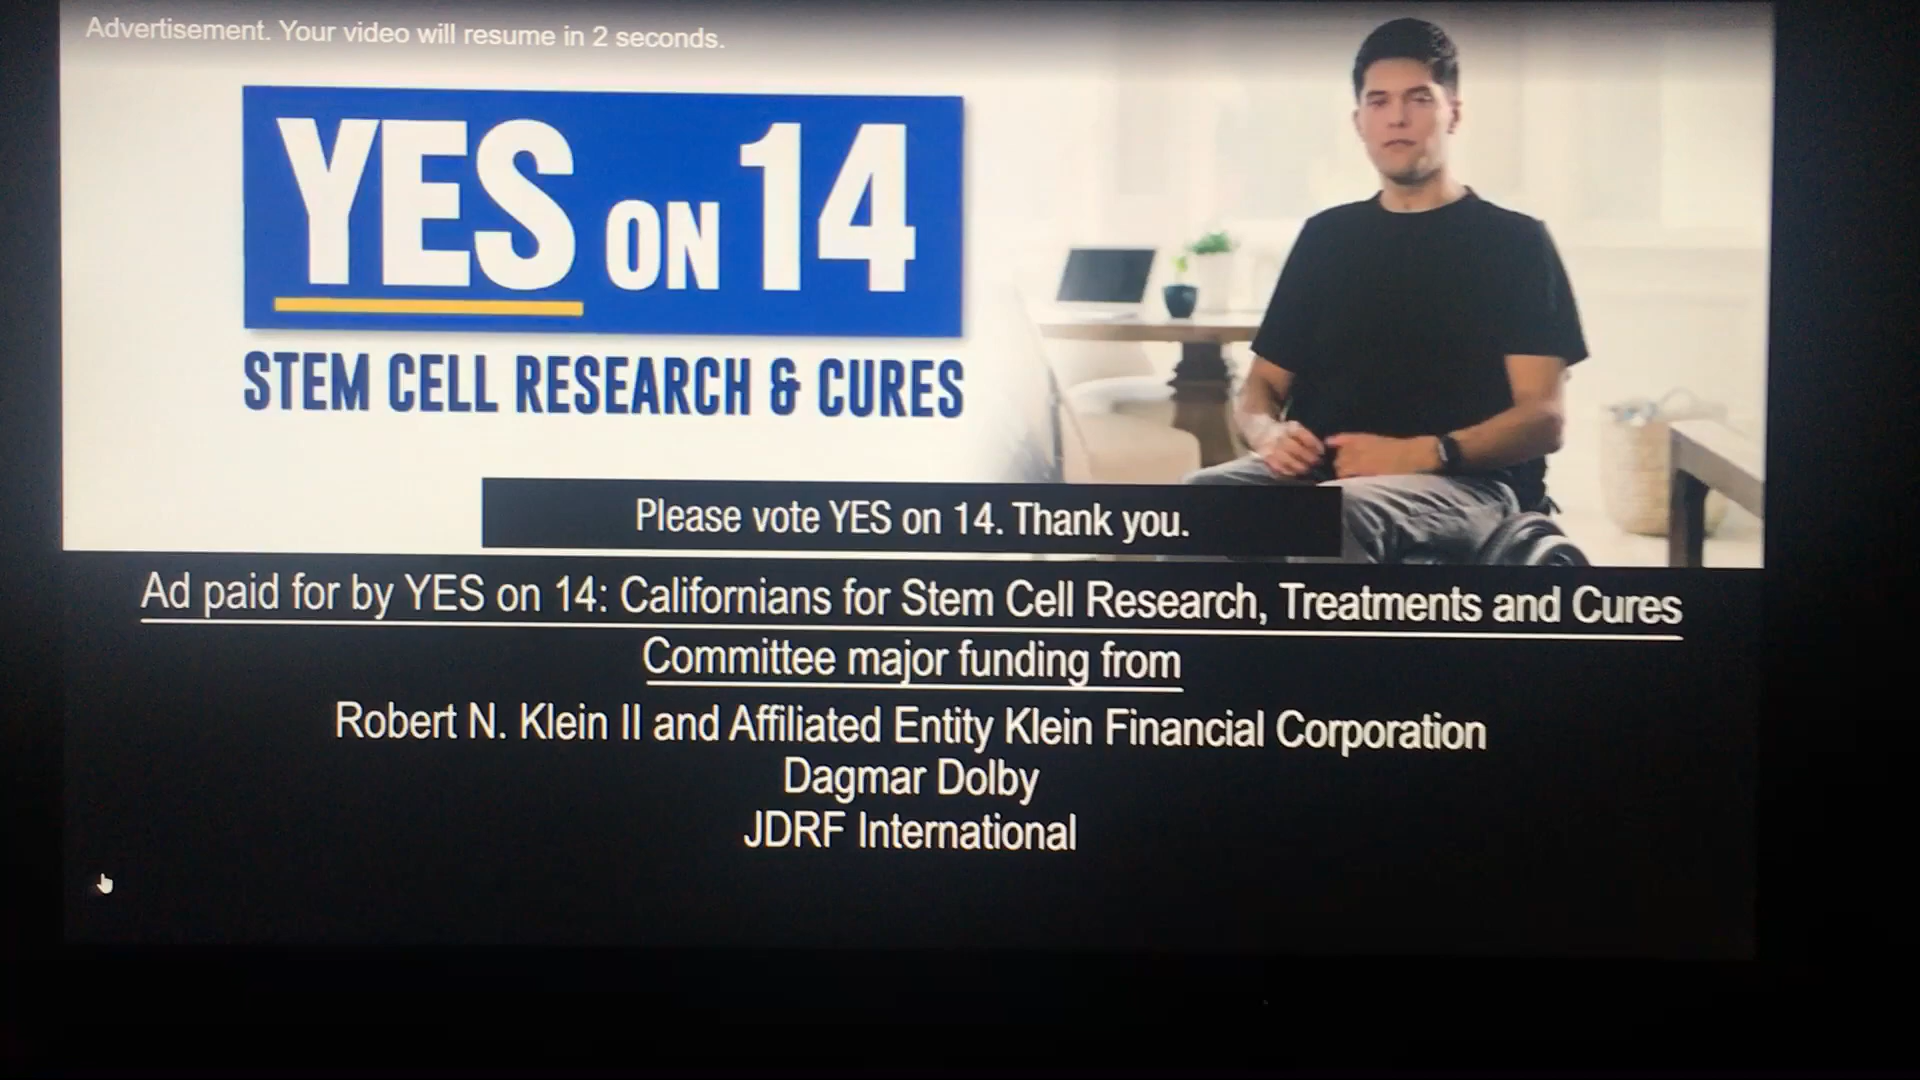 Advertisement. Your video will resume in 2 seconds.
YES ON 14
STEM CELL RESEARCH & CURES
Please vote YES on 14. Thank you.
Ad paid for by YES on 14: Californians for Stem Cell Research, Treatments and Cures
Committee major funding from
Robert N. Klein II and Affiliated Entity Klein Financial Corporation
Dagmar Dolby
JDRF International